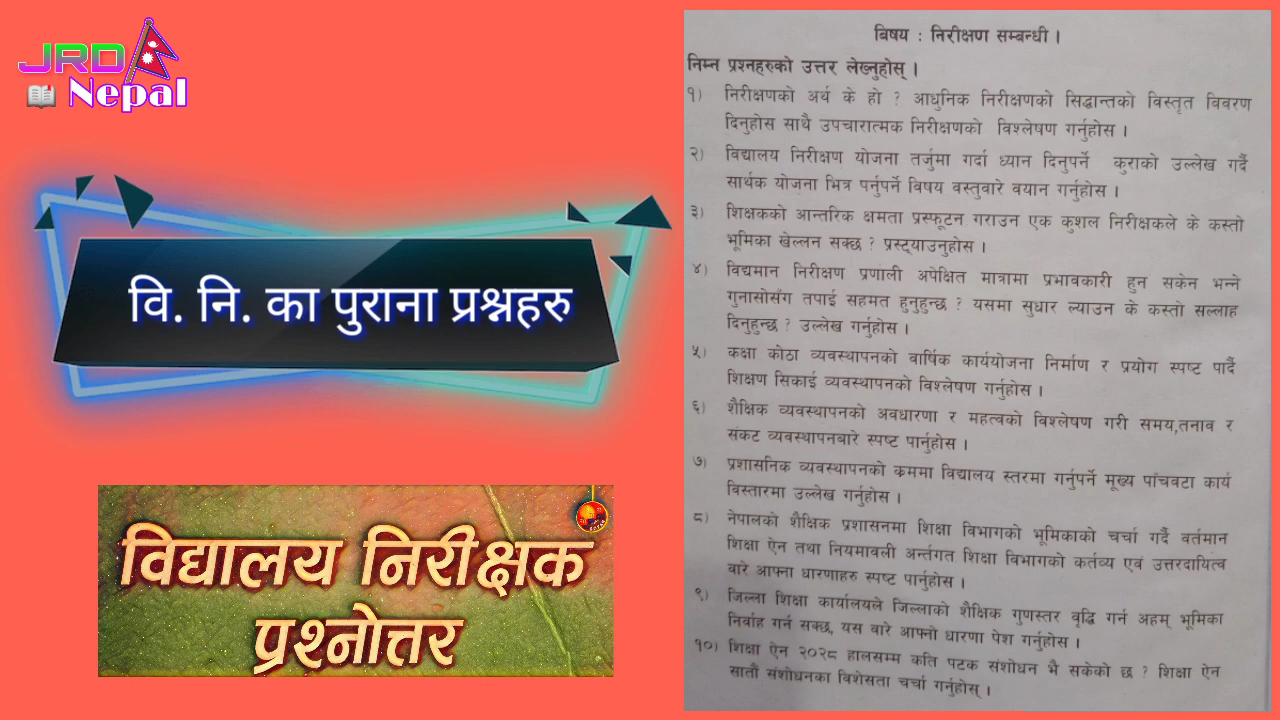 JRD
Nepal
वि. नि. का पुराना प्रश्नहरु
विद्यालय निरीक्षक
प्रश्नोत्तर
विषय : निरीक्षण सम्बन्धी ।
निम्न प्रश्नहरुको उत्तर लेख्नुहोस् ।
१) निरीक्षणको अर्थ के हो ? आधुनिक निरीक्षणको सिद्धान्तको विस्तृत विवरण
दिनुहोस साथै उपचारात्मक निरीक्षणको विश्लेषण गर्नुहोस ।
२) विद्यालय निरीक्षण योजना तर्जुमा गर्दा ध्यान दिनुपर्ने कुराको उल्लेख गर्दै
सार्थक योजना भित्र पर्नुपर्ने विषय वस्तुवारे वयान गर्नुहोस ।
३) शिक्षकको आन्तरिक क्षमता प्रस्फूटन गराउन एक कुशल निरीक्षकले के कस्तो
भूमिका खेल्लन सक्छ ? प्रस्ट्याउनुहोस ।
४) विद्यमान निरीक्षण प्रणाली अपेक्षित मात्रामा प्रभावकारी हुन सकेन भन्ने
गुनासोसँग तपाई सहमत हुनुहुन्छ ? यसमा सुधार ल्याउन के कस्तो सल्लाह
दिनुहुन्छ ? उल्लेख गर्नुहोस ।
५) कक्षा कोठा व्यवस्थापनको वार्षिक कार्ययोजना निर्माण र प्रयोग स्पष्ट पार्दै
शिक्षण सिकाई व्यवस्थापनको विश्लेषण गर्नुहोस ।
६) शैक्षिक व्यवस्थापनको अवधारणा र महत्वको विश्लेषण गरी समय,तनाव र
संकट व्यवस्थापनबारे स्पष्ट पार्नुहोस ।
७) प्रशासनिक व्यवस्थापनको क्रममा विद्यालय स्तरमा गर्नुपर्ने मूख्य पाँचवटा कार्य
विस्तारमा उल्लेख गर्नुहोस ।
८) नेपालको शैक्षिक प्रशासनमा शिक्षा विभागको भूमिकाको चर्चा गर्दै वर्तमान
शिक्षा ऐन तथा नियमावली अर्न्तगत शिक्षा विभागको कर्तव्य एवं उत्तरदायित्व
वारे आफ्ना धारणाहरु स्पष्ट पार्नुहोस ।
९) जिल्ला शिक्षा कार्यालयले जिल्लाको शैक्षिक गुणस्तर वृद्धि गर्न अहम् भूमिका
निर्वाह गर्न सक्छ, यस वारे आफ्नो धारणा पेश गर्नुहोस् ।
१०) शिक्षा ऐन २०२८ हालसम्म कति पटक संशोधन भै सकेको छ ? शिक्षा ऐन
सातौ संशोधनका विशेसता चर्चा गर्नुहोस् ।